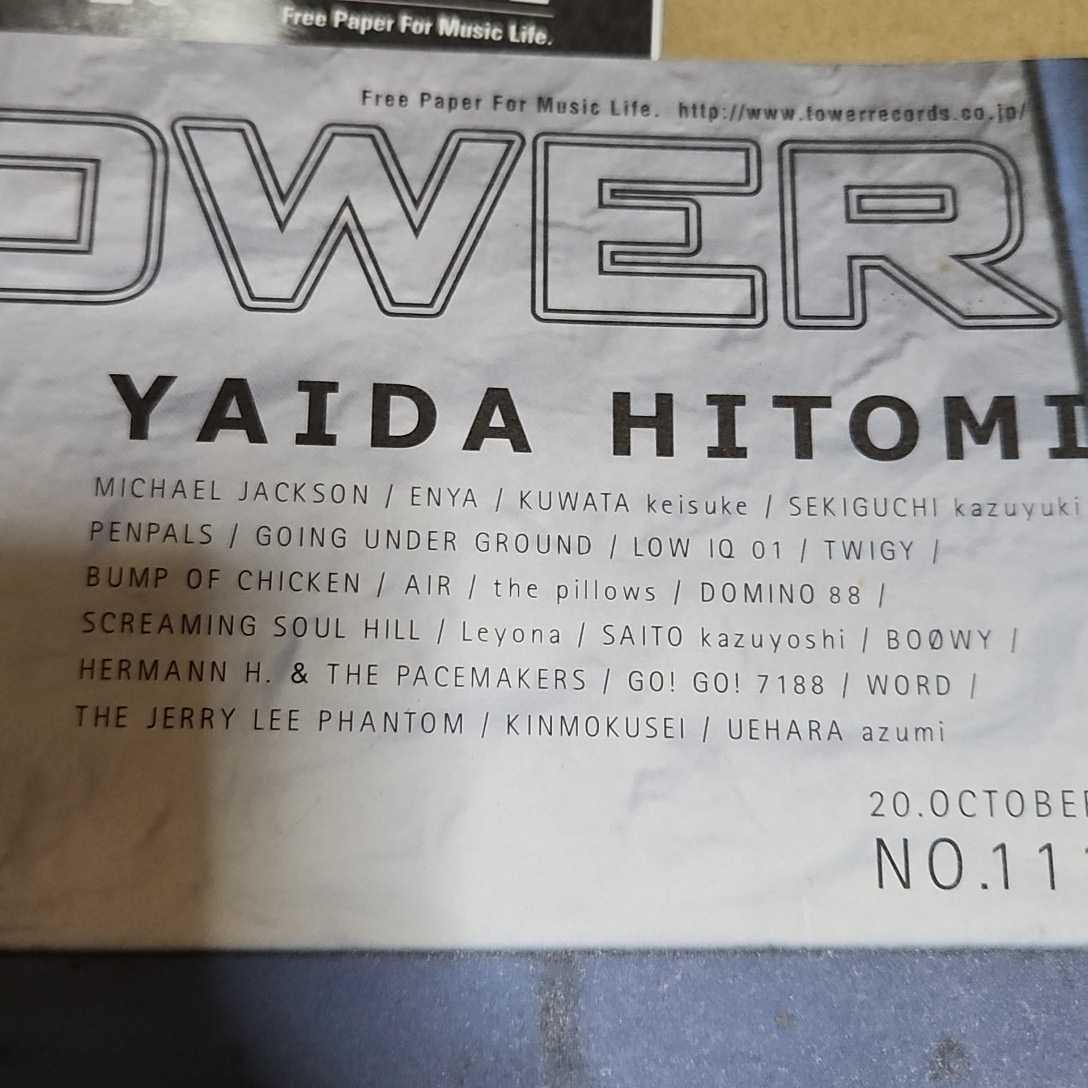 Free Paper For Music Life.
Free Paper For Music Life. http://www.towerrecords.co.jp/
OWER
YAIDA HITOMI
MICHAEL JACKSON / ENYA / KUWATA keisuke / SEKIGUCHI kazuyuki
PENPALS / GOING UNDER GROUND / LOW IQ 01 / TWIGY /
BUMP OF CHICKEN / AIR / the pillows / DOMINO 88 /
SCREAMING SOUL HILL / Leyona / SAITO kazuyoshi / BOØWY /
HERMANN H. & THE PACEMAKERS / GO! GO! 7188 / WORD /
THE JERRY LEE PHANTOM / KINMOKUSEI / UEHARA azumi
20.OCTOBER
NO.11